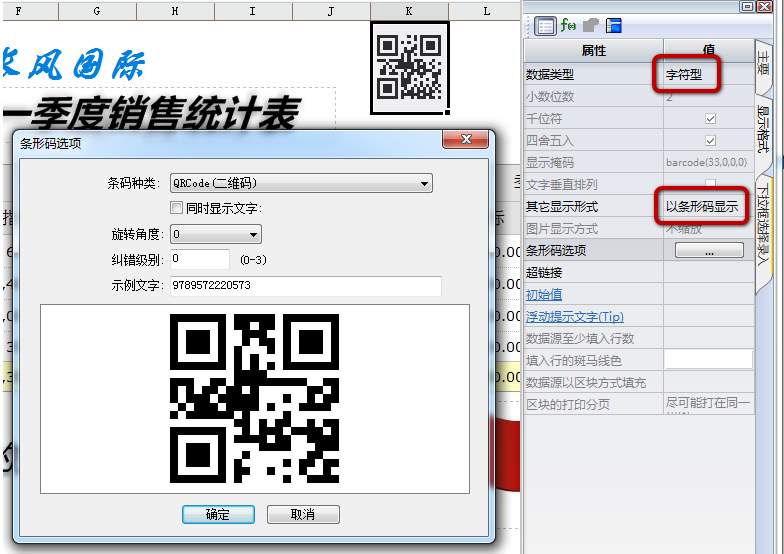 F G H I J K L
风国际
一季度销售统计表
条形码选项
条码种类: QRCode(二维码)
同时显示文字:
旋转角度: 0
纠错级别: 0 (0-3)
示例文字: 9789572220573
确定 取消
属性 值
数据类型 字符型
小数位数 2
千位符
四舍五入
显示掩码 barcode(33,0,0,0)
文字垂直排列
其它显示形式 以条形码显示
图片显示方式 不缩放
条形码选项 ...
超链接
初始值
浮动提示文字(Tip)
数据源至少填入行数
填入行的斑马线色
数据源以区块方式填充
区块的打印分页 尽可能打在同一
主要
显示格式
下拉框选择录入